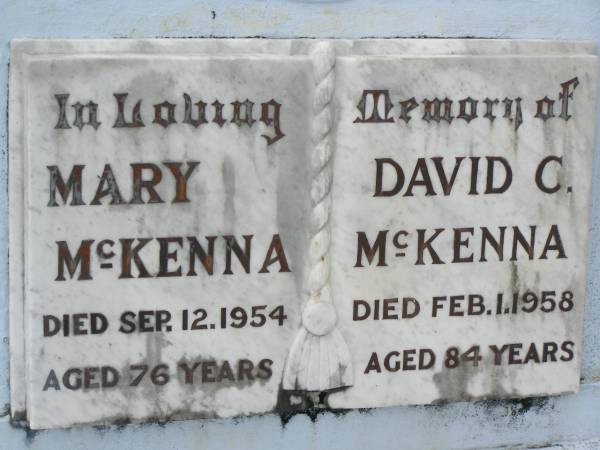 In Loving
MARY
McKENNA
DIED SEP. 12. 1954
AGED 76 YEARS
Memory of
DAVID C.
McKENNA
DIED FEB. 1. 1958
AGED 84 YEARS